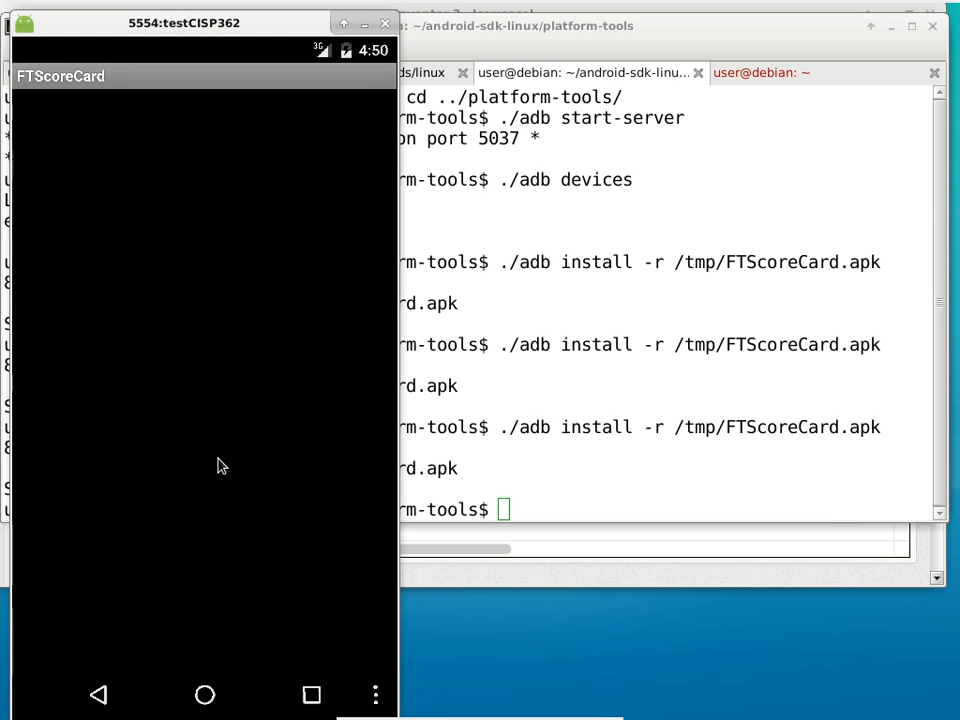 5554:testCISP362
: ~/android-sdk-linux/platform-tools
3G 4:50
FTScoreCard
ds/linux
user@debian: ~/android-sdk-linu...
user@debian: ~
cd ../platform-tools/
rm-tools$ ./adb start-server
on port 5037 *
rm-tools$ ./adb devices
rm-tools$ ./adb install -r /tmp/FTScoreCard.apk
rd.apk
rm-tools$ ./adb install -r /tmp/FTScoreCard.apk
rd.apk
rm-tools$ ./adb install -r /tmp/FTScoreCard.apk
rd.apk
rm-tools$